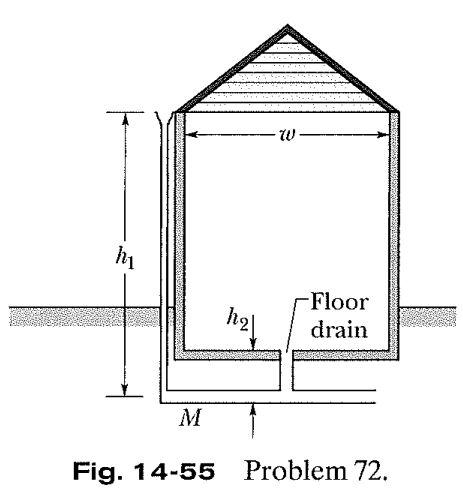 w
h₁
h₂
Floor
drain
M
Fig. 14-55 Problem 72.